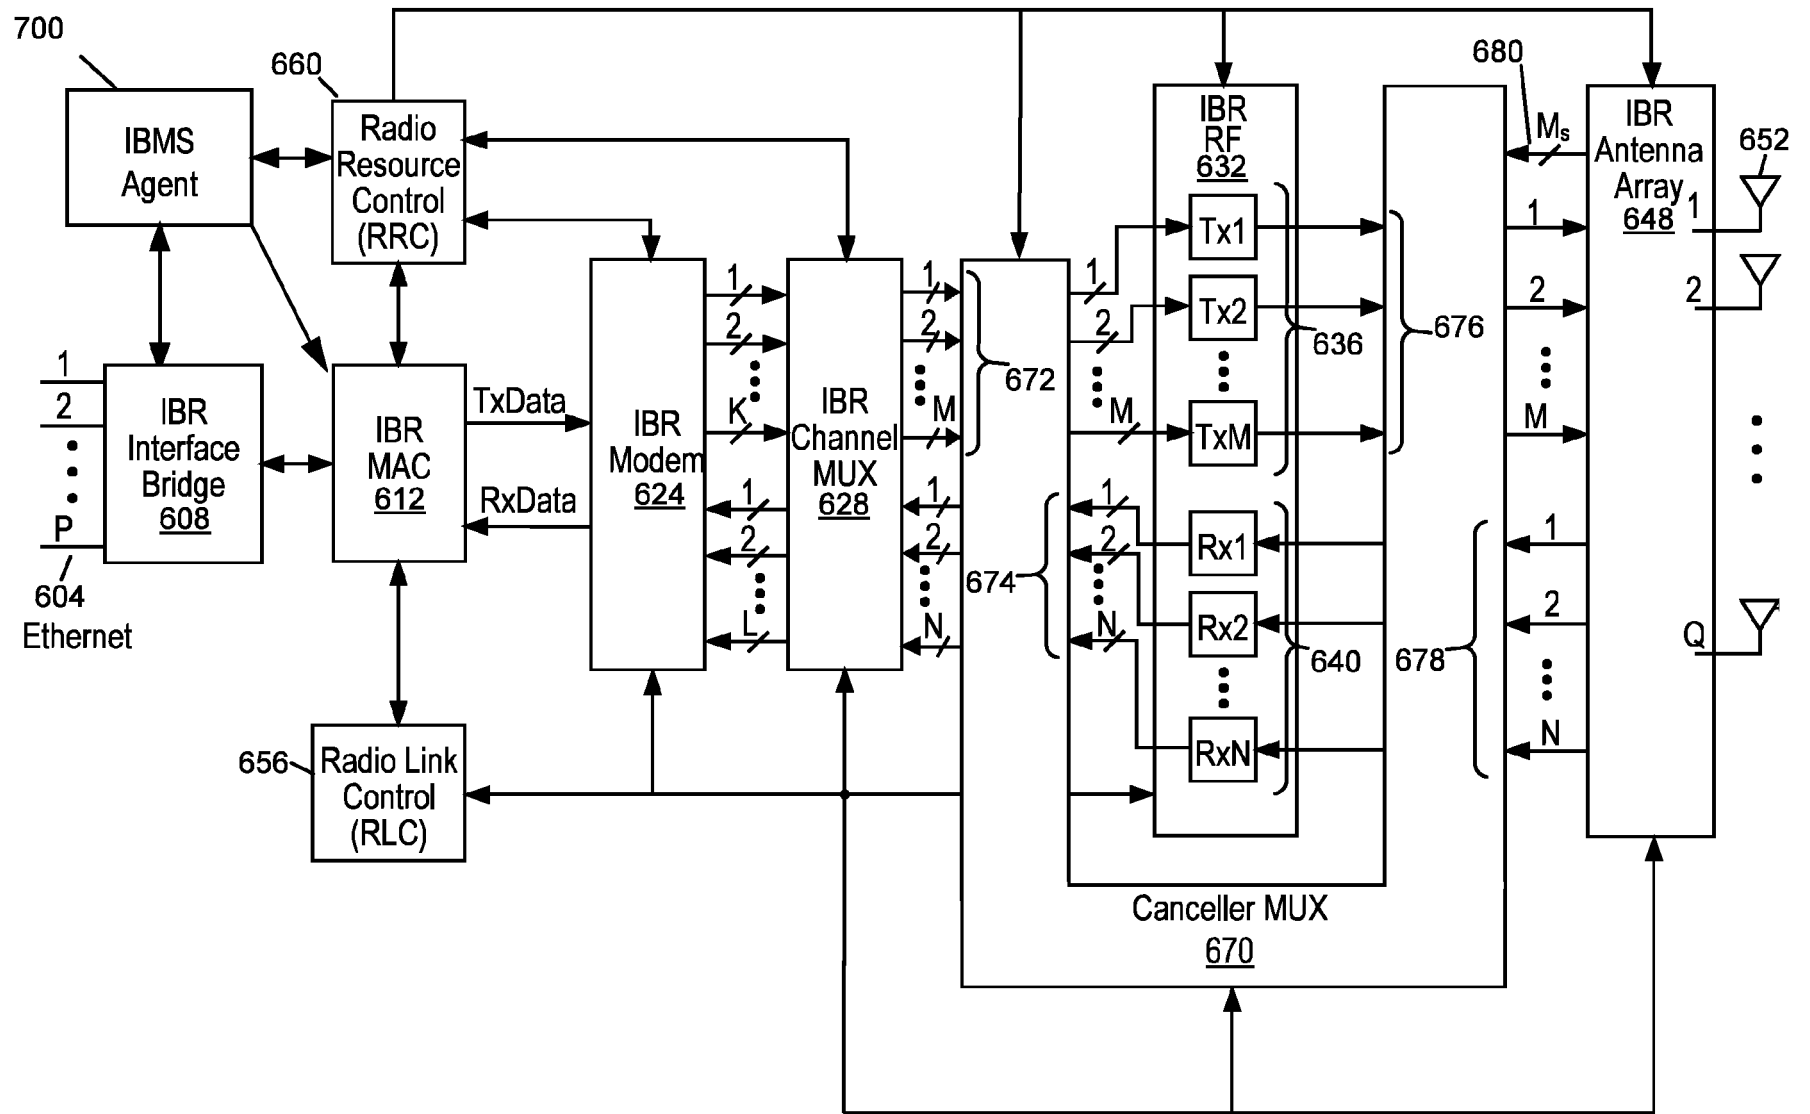 700
660
IBMS
Agent
Radio
Resource
Control
(RRC)
680
Ms
652
IBR
RF
632
IBR
Antenna
Array
648
1
2
Q
Tx1
Tx2
TxM
636
676
1
2
M
1
2
K
1
2
M
672
1
2
M
1
2
P
604
Ethernet
IBR
Interface
Bridge
608
IBR
MAC
612
TxData
RxData
IBR
Modem
624
IBR
Channel
MUX
628
1
2
L
1
2
N
674
1
2
N
Rx1
Rx2
RxN
640
678
1
2
N
656
Radio Link
Control
(RLC)
Canceller MUX
670